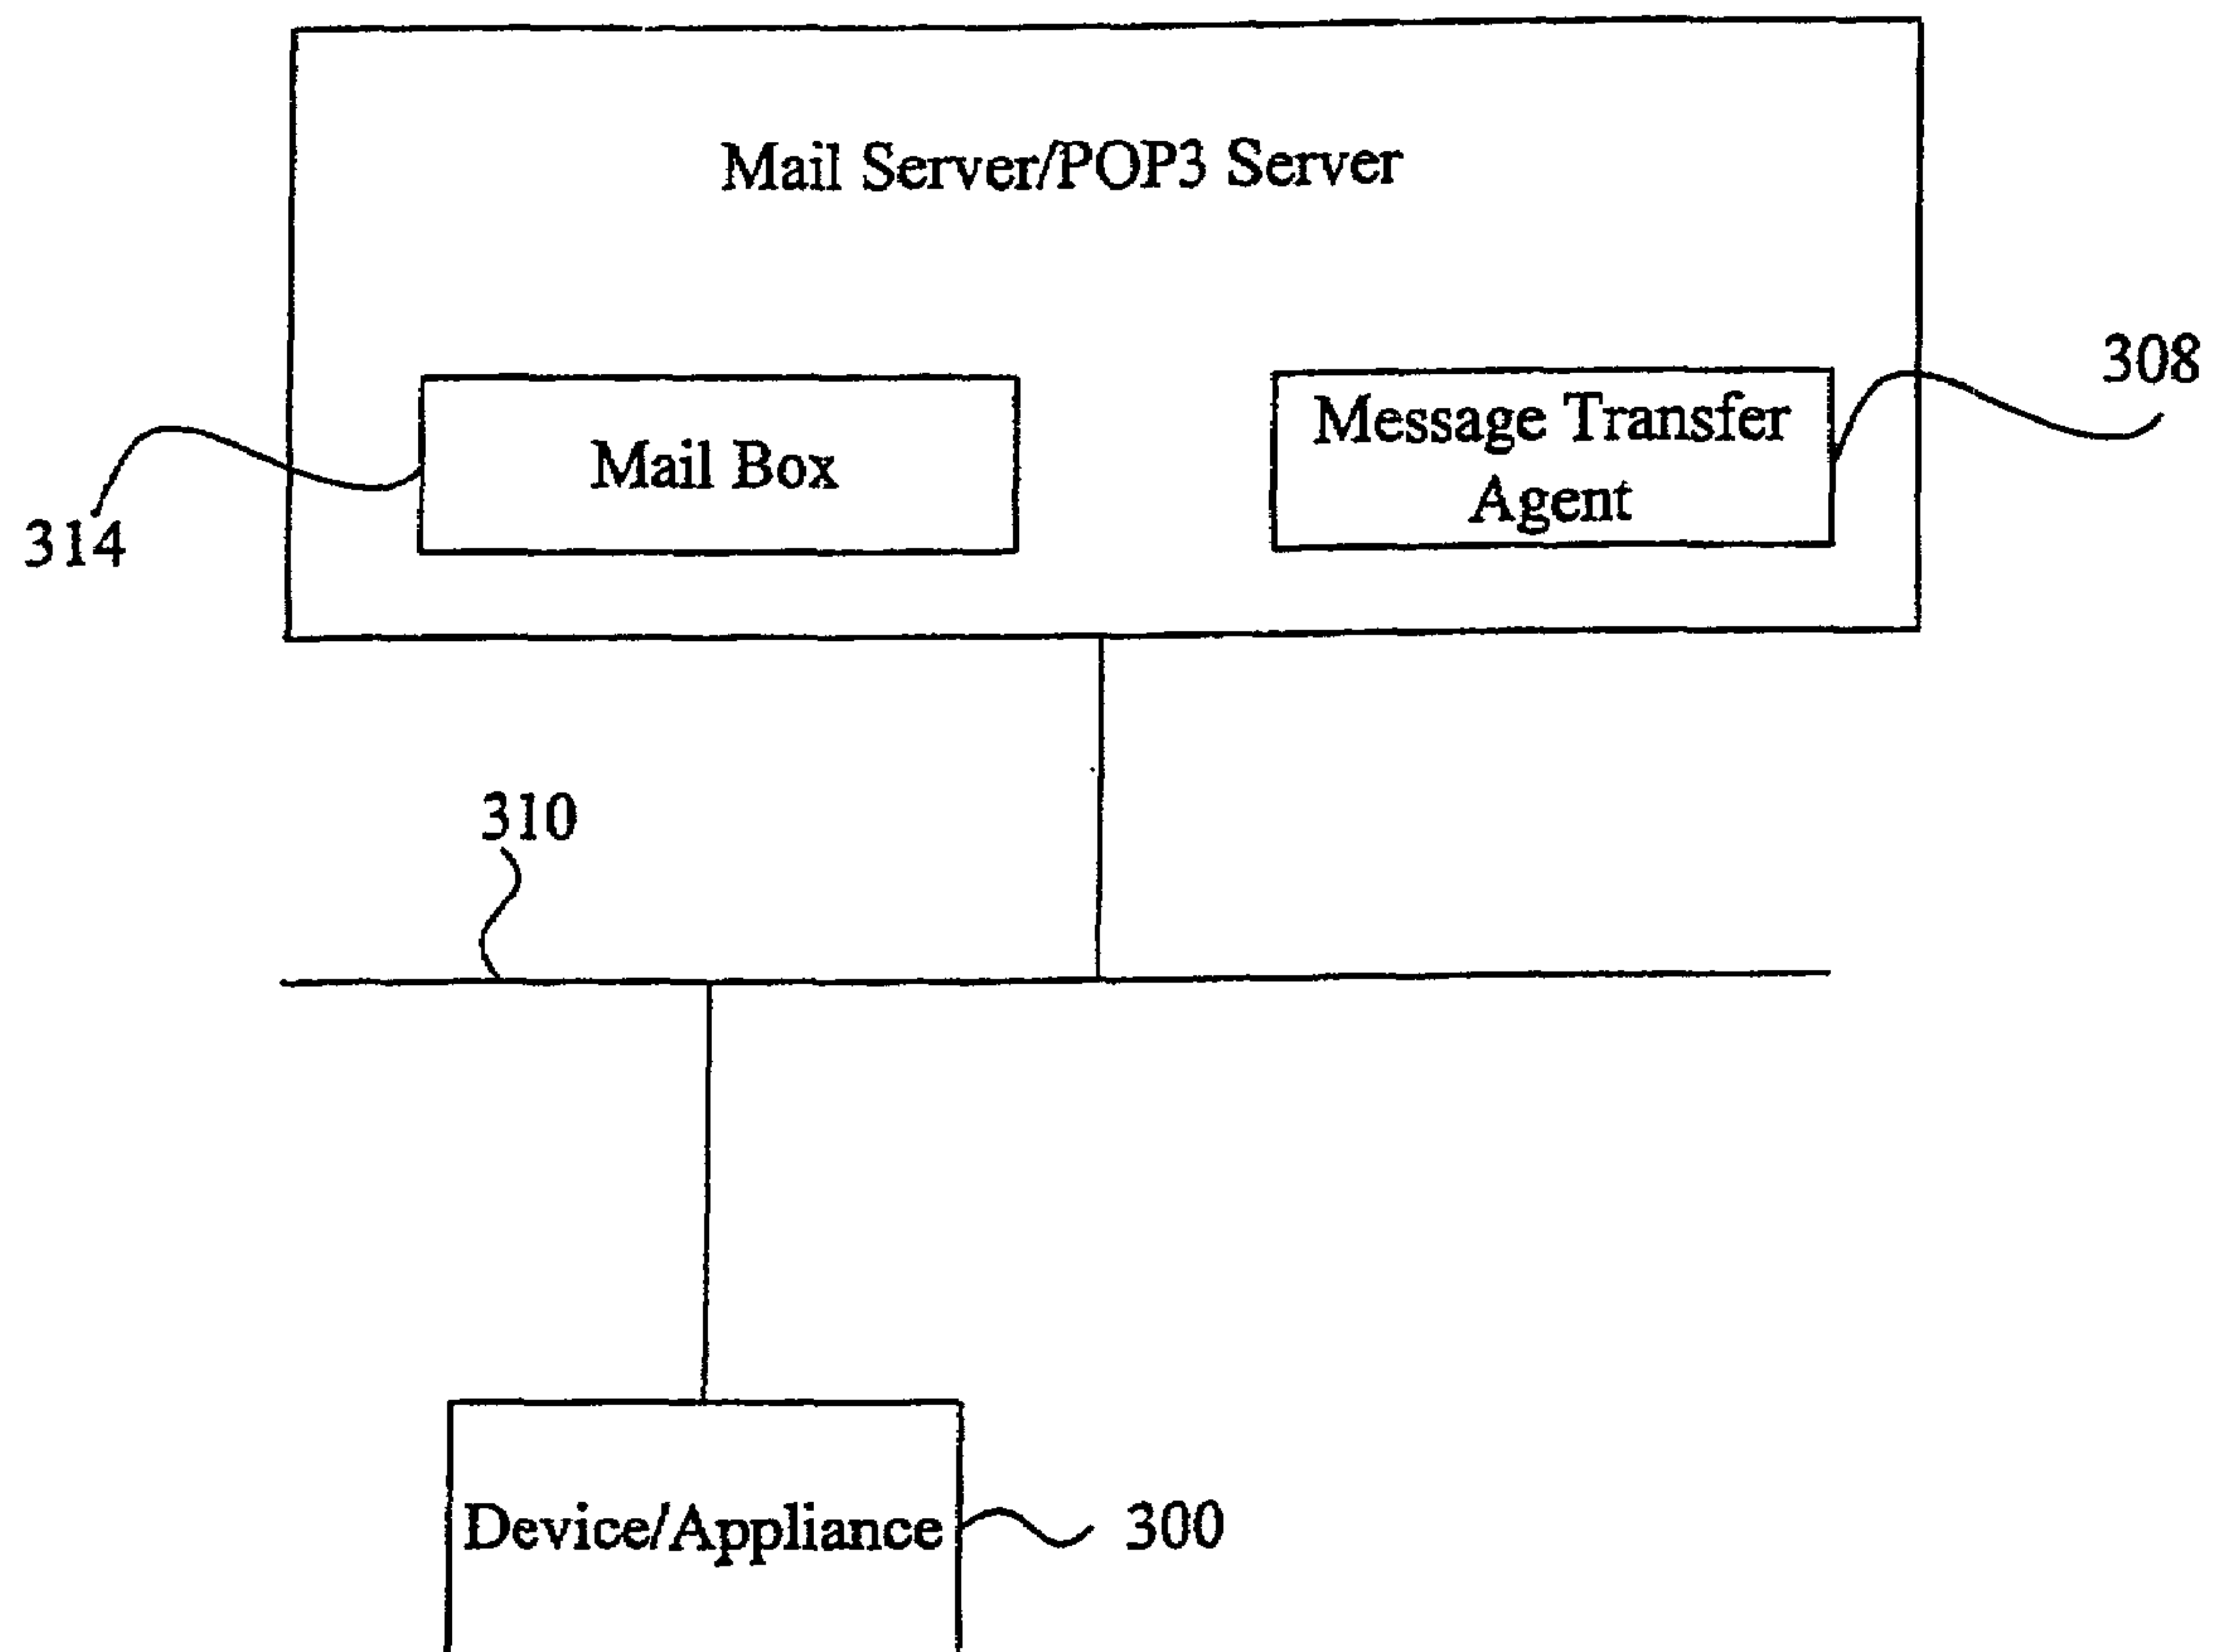 Mail Server/POP3 Server
308
Message Transfer
Agent
Mail Box
314
310
Device/Appliance
300